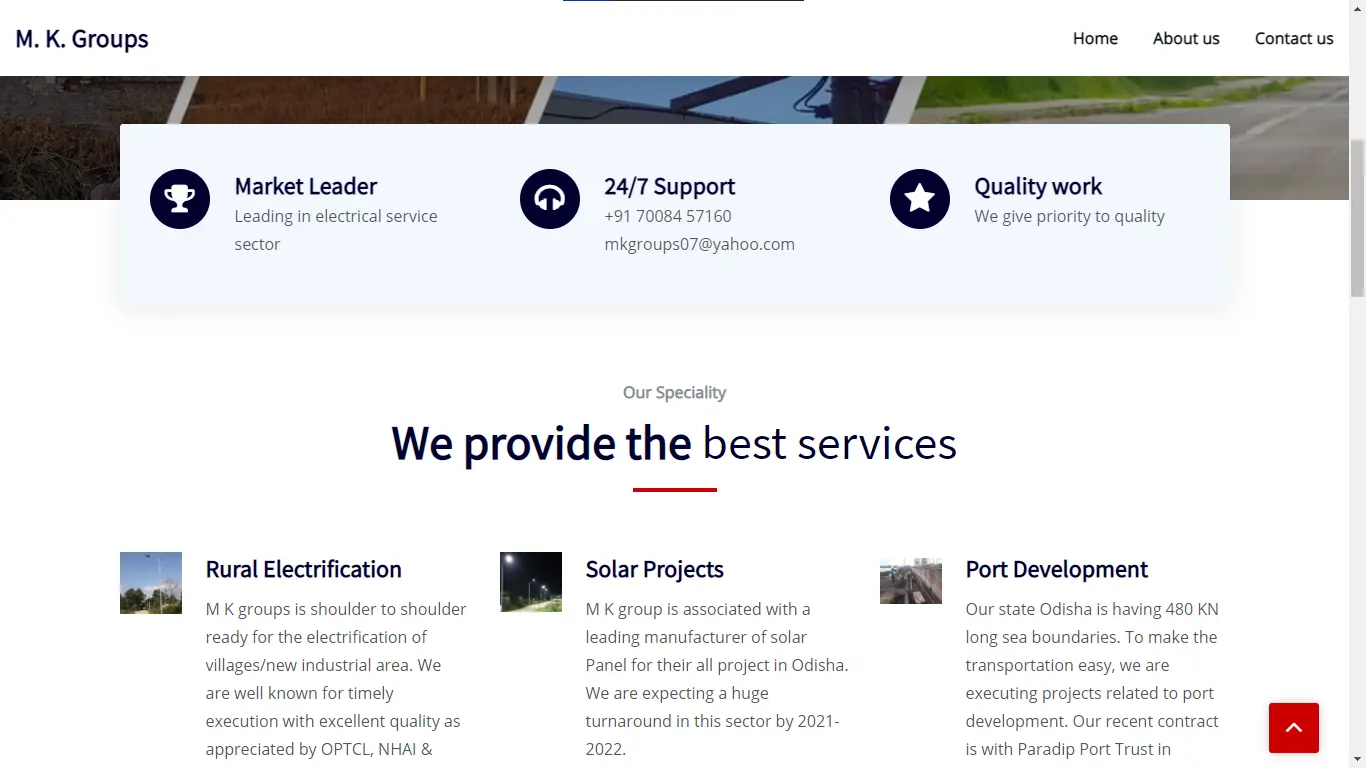 M. K. Groups
Home
About us
Contact us
Market Leader
Leading in electrical service
sector
24/7 Support
+91 70084 57160
mkgroups07@yahoo.com
Quality work
We give priority to quality
Our Speciality
We provide the best services
Rural Electrification
M K groups is shoulder to shoulder
ready for the electrification of
villages/new industrial area. We
are well known for timely
execution with excellent quality as
appreciated by OPTCL, NHAI &
Solar Projects
M K group is associated with a
leading manufacturer of solar
Panel for their all project in Odisha.
We are expecting a huge
turnaround in this sector by 2021-
2022.
Port Development
Our state Odisha is having 480 KN
long sea boundaries. To make the
transportation easy, we are
executing projects related to port
development. Our recent contract
is with Paradip Port Trust in